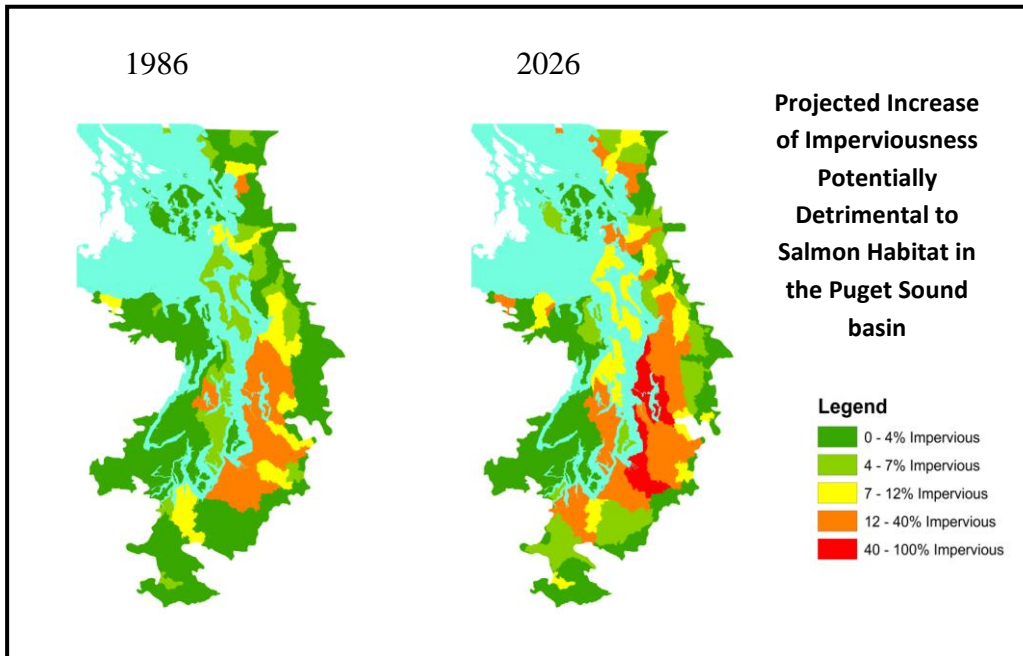 1986
2026
Projected Increase
of Imperviousness
Potentially
Detrimental to
Salmon Habitat in
the Puget Sound
basin
Legend
0 - 4% Impervious
4 - 7% Impervious
7 - 12% Impervious
12 - 40% Impervious
40 - 100% Impervious